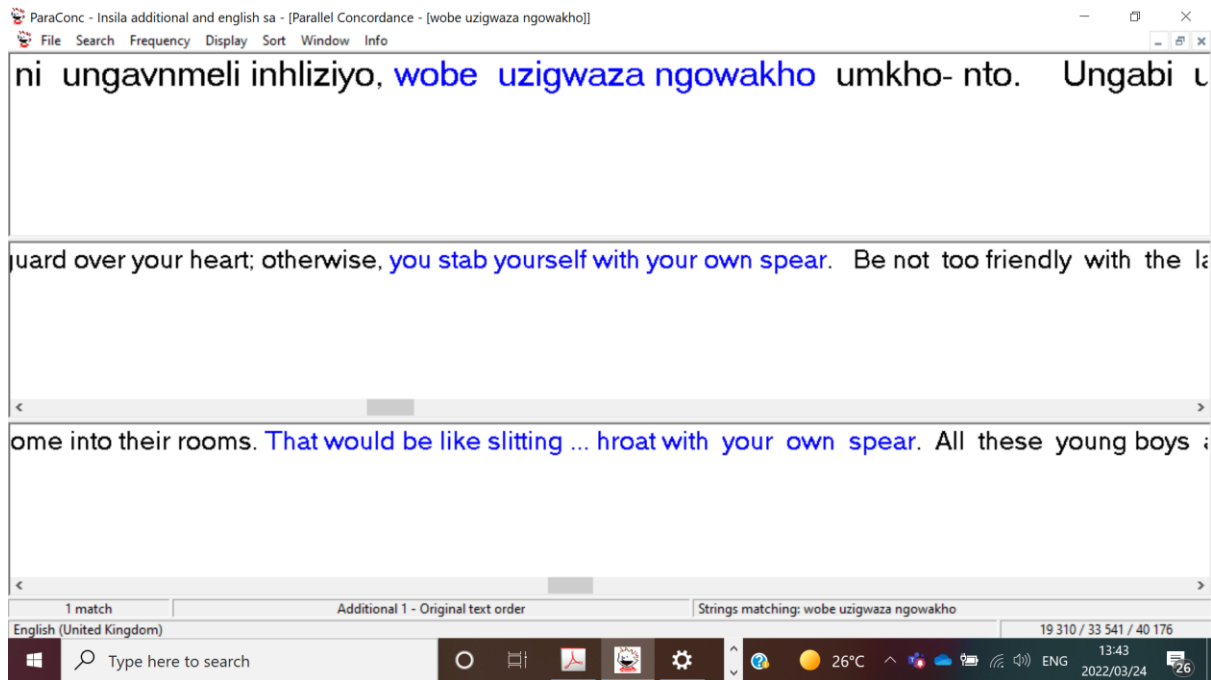 ParaConc - Insila additional and english sa - [Parallel Concordance - [wobe uzigwaza ngowakho]]
File Search Frequency Display Sort Window Info
ni ungavnmeli inhliziyo, wobe uzigwaza ngowakho umkho- nto. Ungabi u
uard over your heart; otherwise, you stab yourself with your own spear. Be not too friendly with the la
ome into their rooms. That would be like slitting ... hroat with your own spear. All these young boys a
1 match Additional 1 - Original text order Strings matching: wobe uzigwaza ngowakho
English (United Kingdom) 19 310 / 33 541 / 40 176
Type here to search 26°C ENG 13:43
2022/03/24 26